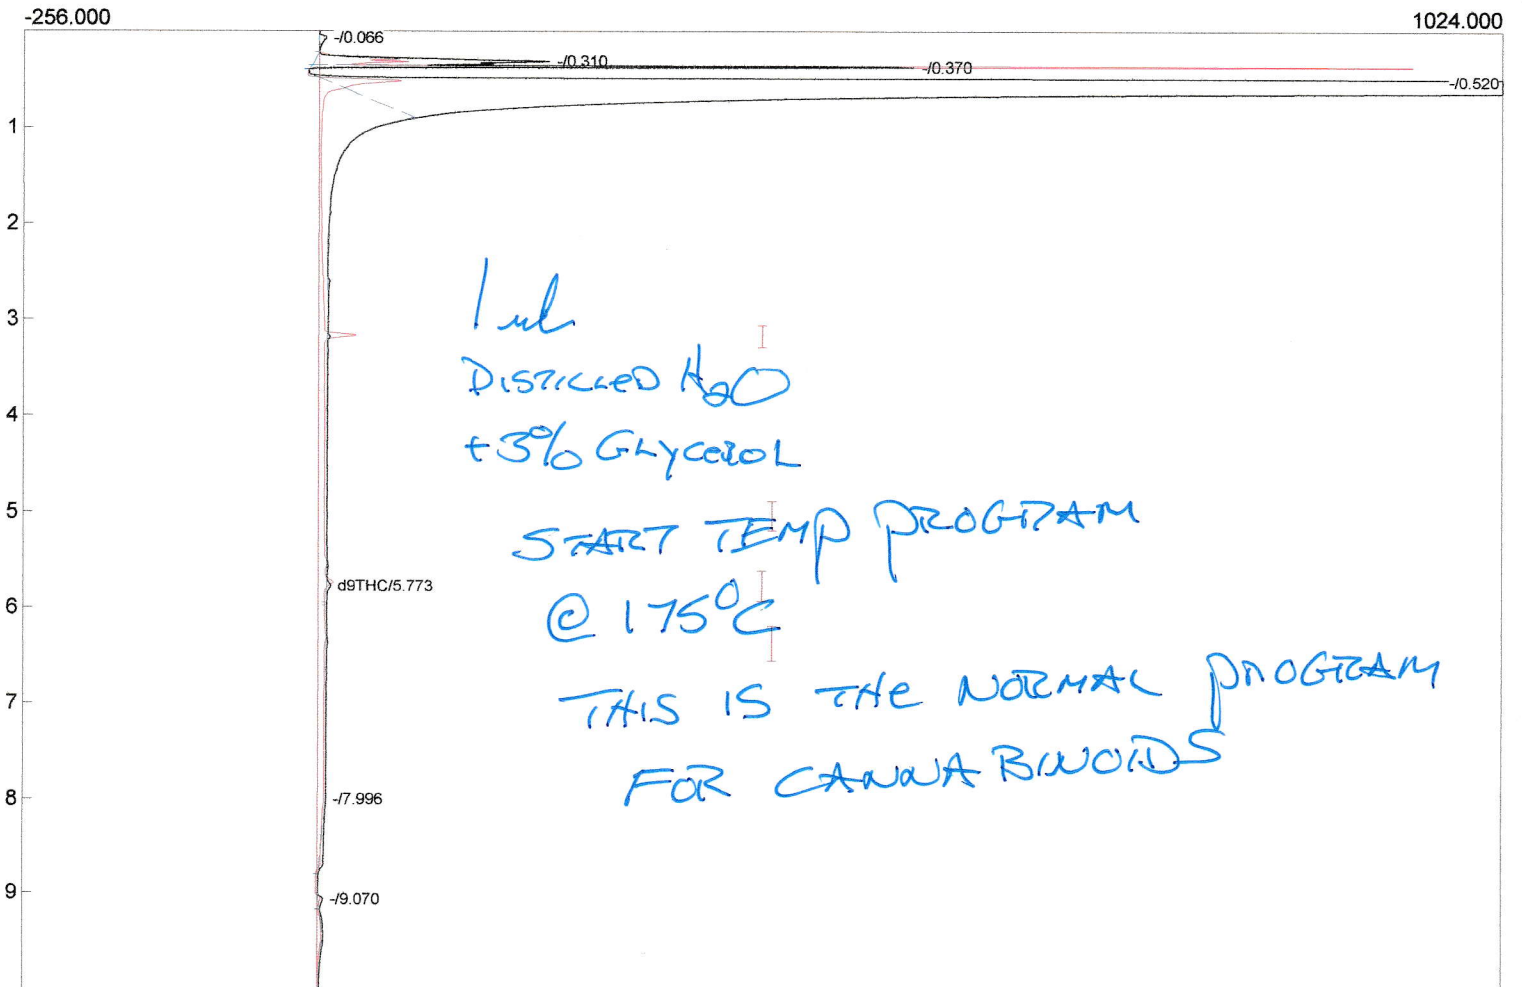 -256.000
1024.000
-/0.066
-/0.310
-/0.370
-/0.520
1
2
3
1 ul
DISTILLED H2O
4
+3% GLYCEROL
5
START TEMP PROGRAM
d9THC/5.773
6
@ 175°C
7
THIS IS THE NORMAL PROGRAM
FOR CANNABINOIDS
8
-/7.996
9
-/9.070